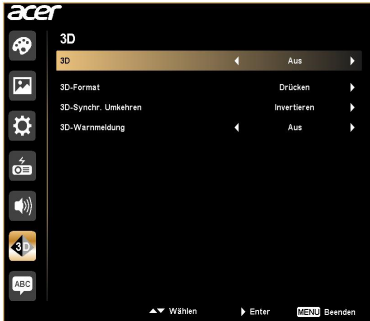 acer
3D
3D Aus
3D-Format Drücken
3D-Synchr. Umkehren Invertieren
3D-Warnmeldung Aus
3D
ABC
Wählen Enter MENU Beenden